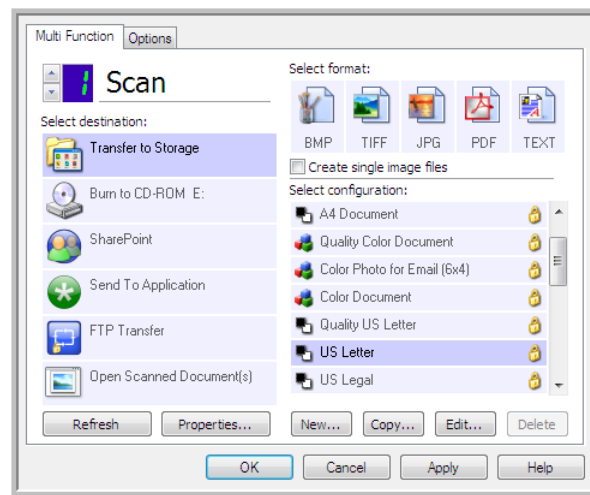 Multi Function
Options
1 Scan
Select destination:
Transfer to Storage
Burn to CD-ROM E:
SharePoint
Send To Application
FTP Transfer
Open Scanned Document(s)
Refresh
Properties...
Select format:
BMP TIFF JPG PDF TEXT
Create single image files
Select configuration:
A4 Document
Quality Color Document
Color Photo for Email (6x4)
Color Document
Quality US Letter
US Letter
US Legal
New... Copy... Edit... Delete
OK Cancel Apply Help